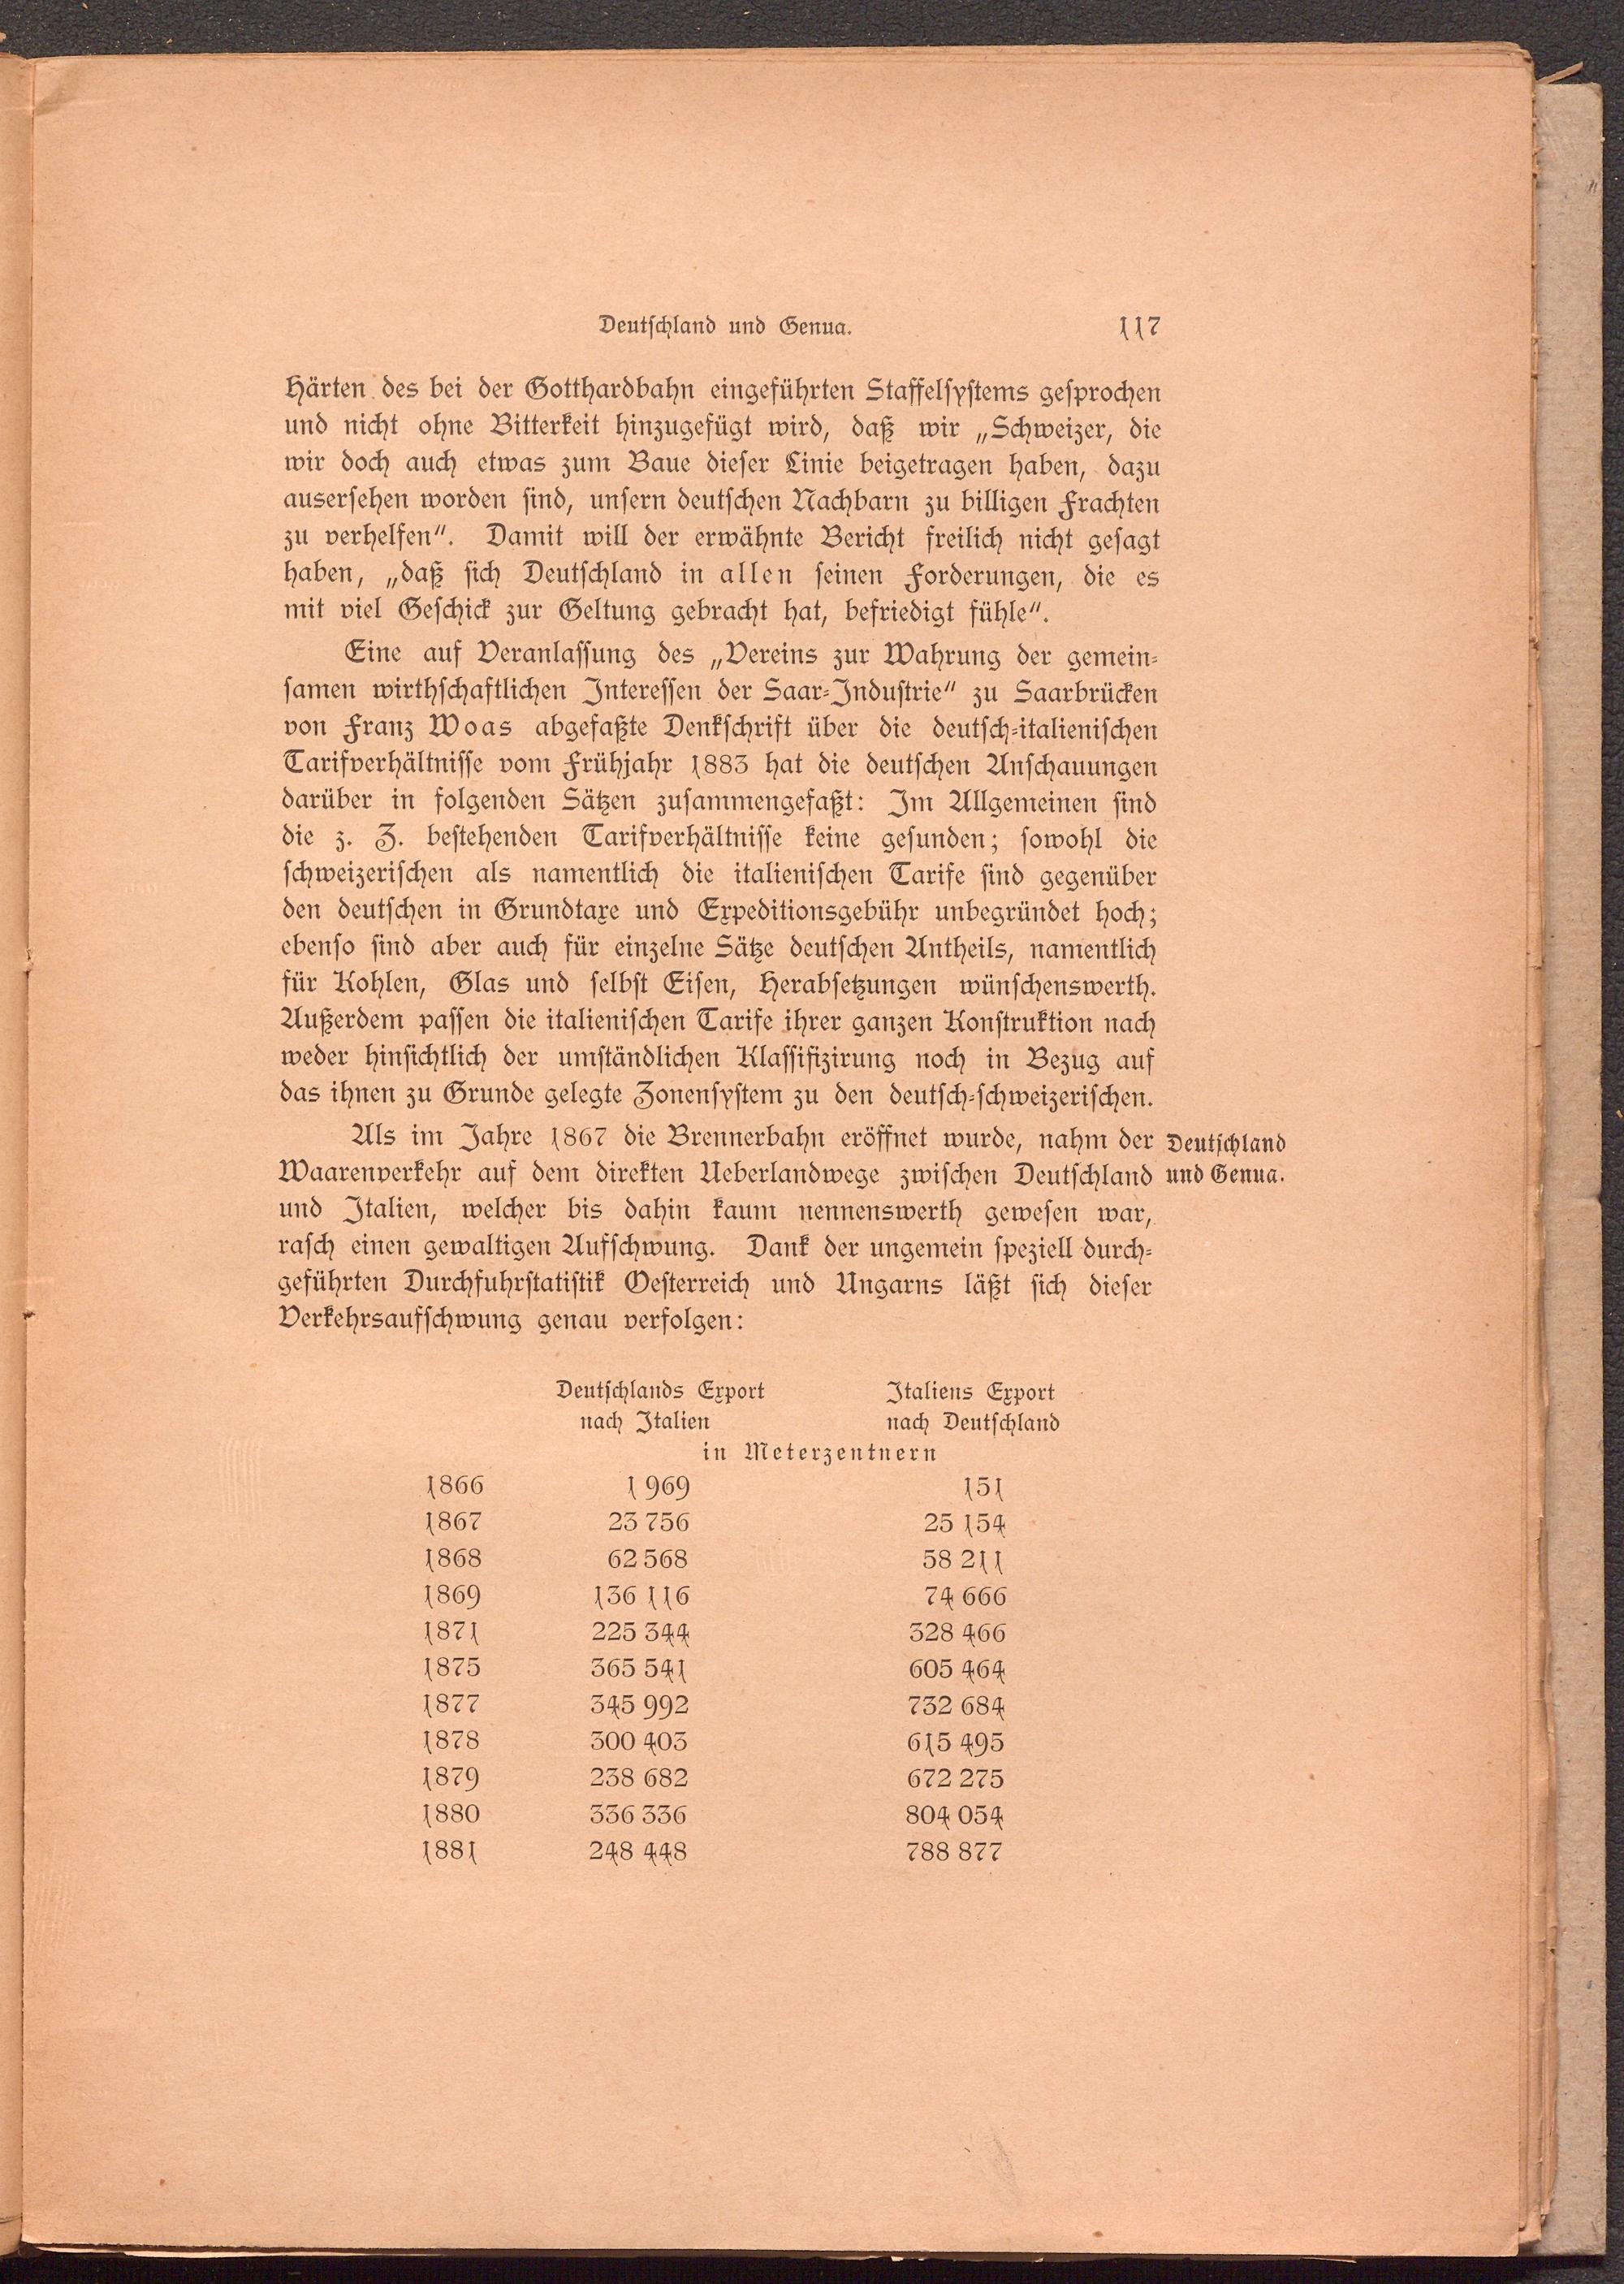 Deutschland und Genua. 117
Härten des bei der Gotthardbahn eingeführten Staffelsystems gesprochen
und nicht ohne Bitterkeit hinzugefügt wird, daß wir „Schweizer, die
wir doch auch etwas zum Baue dieser Linie beigetragen haben, dazu
ausersehen worden sind, unsern deutschen Nachbarn zu billigen Frachten
zu verhelfen“. Damit will der erwähnte Bericht freilich nicht gesagt
haben, „daß sich Deutschland in allen seinen Forderungen, die es
mit viel Geschick zur Geltung gebracht hat, befriedigt fühle“.
Eine auf Veranlassung des „Vereins zur Wahrung der gemein-
samen wirthschaftlichen Interessen der Saar-Industrie“ zu Saarbrücken
von Franz Woas abgefaßte Denkschrift über die deutsch-italienischen
Tarifverhältnisse vom Frühjahr 1883 hat die deutschen Anschauungen
darüber in folgenden Sätzen zusammengefaßt: Im Allgemeinen sind
die z. Z. bestehenden Tarifverhältnisse keine gesunden; sowohl die
schweizerischen als namentlich die italienischen Tarife sind gegenüber
den deutschen in Grundtaxe und Expeditionsgebühr unbegründet hoch;
ebenso sind aber auch für einzelne Sätze deutschen Antheils, namentlich
für Kohlen, Glas und selbst Eisen, Herabsetzungen wünschenswerth.
Außerdem passen die italienischen Tarife ihrer ganzen Konstruktion nach
weder hinsichtlich der umständlichen Klassifizirung noch in Bezug auf
das ihnen zu Grunde gelegte Zonensystem zu den deutsch-schweizerischen.
Als im Jahre 1867 die Brennerbahn eröffnet wurde, nahm der Deutschland
Waarenverkehr auf dem direkten Ueberlandwege zwischen Deutschland und Genua.
und Italien, welcher bis dahin kaum nennenswerth gewesen war,
rasch einen gewaltigen Aufschwung. Dank der ungemein speziell durch-
geführten Durchfuhrstatistik Oesterreich und Ungarns läßt sich dieser
Verkehrsaufschwung genau verfolgen:
Deutschlands Export Italiens Export
nach Italien nach Deutschland
in Meterzentnern
1866 1 969 151
1867 23 756 25 154
1868 62 568 58 211
1869 136 116 74 666
1871 225 344 328 466
1875 365 541 605 464
1877 345 992 732 684
1878 300 403 615 495
1879 238 682 672 275
1880 336 336 804 054
1881 248 448 788 877